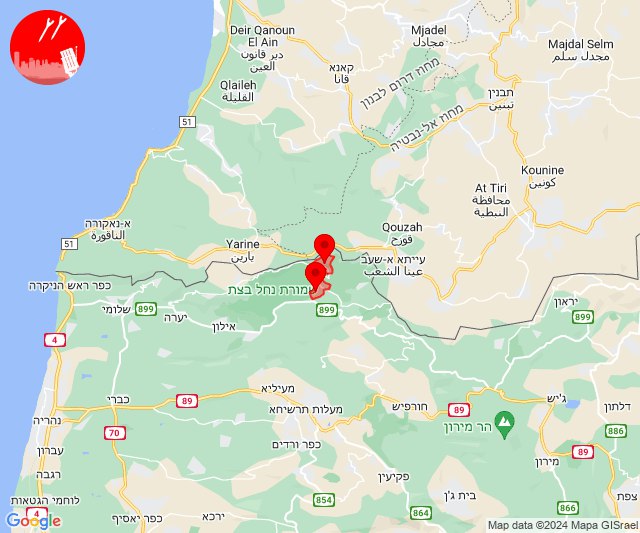 Deir Qanoun
El Ain
דיר קאנון
العين
Mjadel
مجادل
Majdal Selm
مجدل سلم
קאנא
قانا
מחוז דרום לבנון
Qlaileh
القليلة
תבנין
تبنين
מחוז אל-נבטיה
51
Kounine
كونين
At Tiri
محافظة
النبطية
א-נאקורה
الناقورة
51
Yarine
يارين
Qouzah
قوزح
עייתא א-שעב
عيتا الشعب
כפר ראש הניקרה
שמורת נחל בצת
899
שלומי
יערה
אילון
899
יראון
899
4
כברי
89
מעיליא
מעלות תרשיחא
חורפיש
89
ג'יש
דלתון
נהריה
70
הר מירון
886
עברון
כפר ורדים
מירון
89
רגבה
פקיעין
צפת
לוחמי הגטאות
854
בית ג'ן
4
כפר יאסיף
ירכא
864
866
Google
Map data ©2024 Mapa GISrael